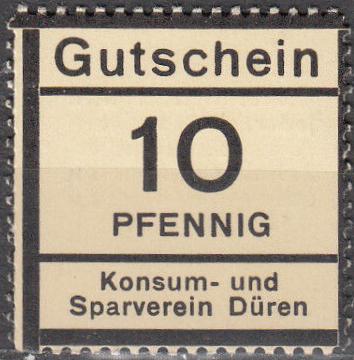 Gutschein
10
PFENNIG
Konsum- und
Sparverein Düren